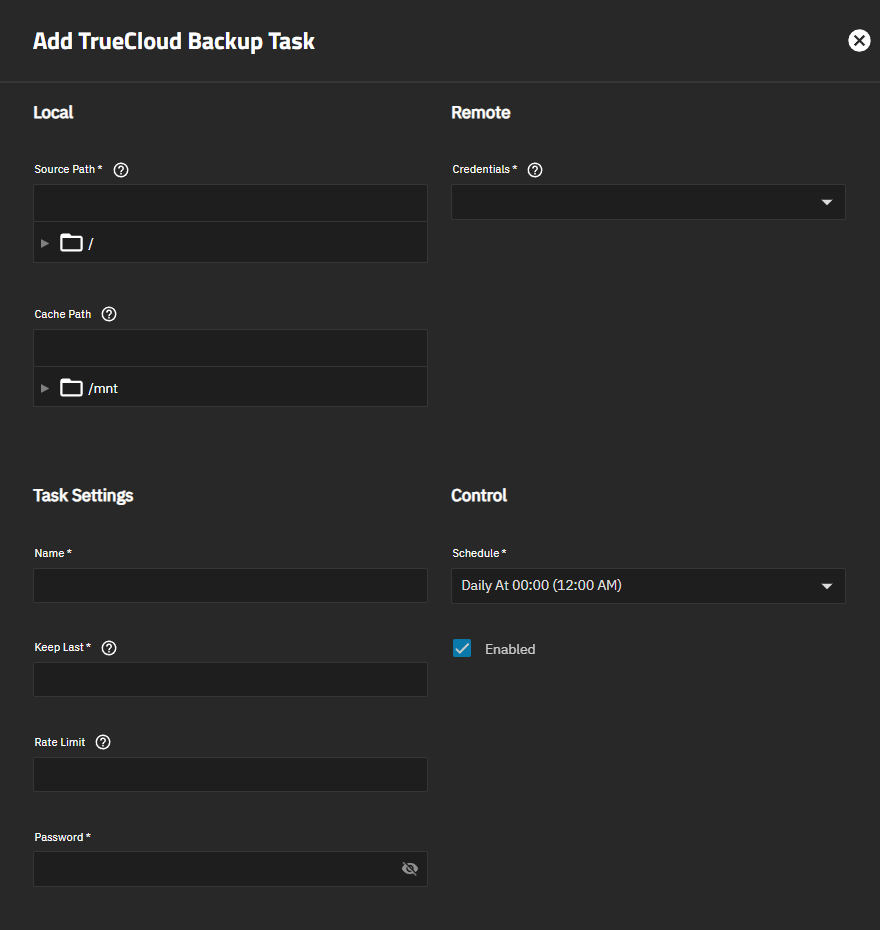 Add TrueCloud Backup Task
Local
Source Path *
/
Cache Path
/mnt
Remote
Credentials *
Task Settings
Name *
Keep Last *
Rate Limit
Password *
Control
Schedule *
Daily At 00:00 (12:00 AM)
Enabled